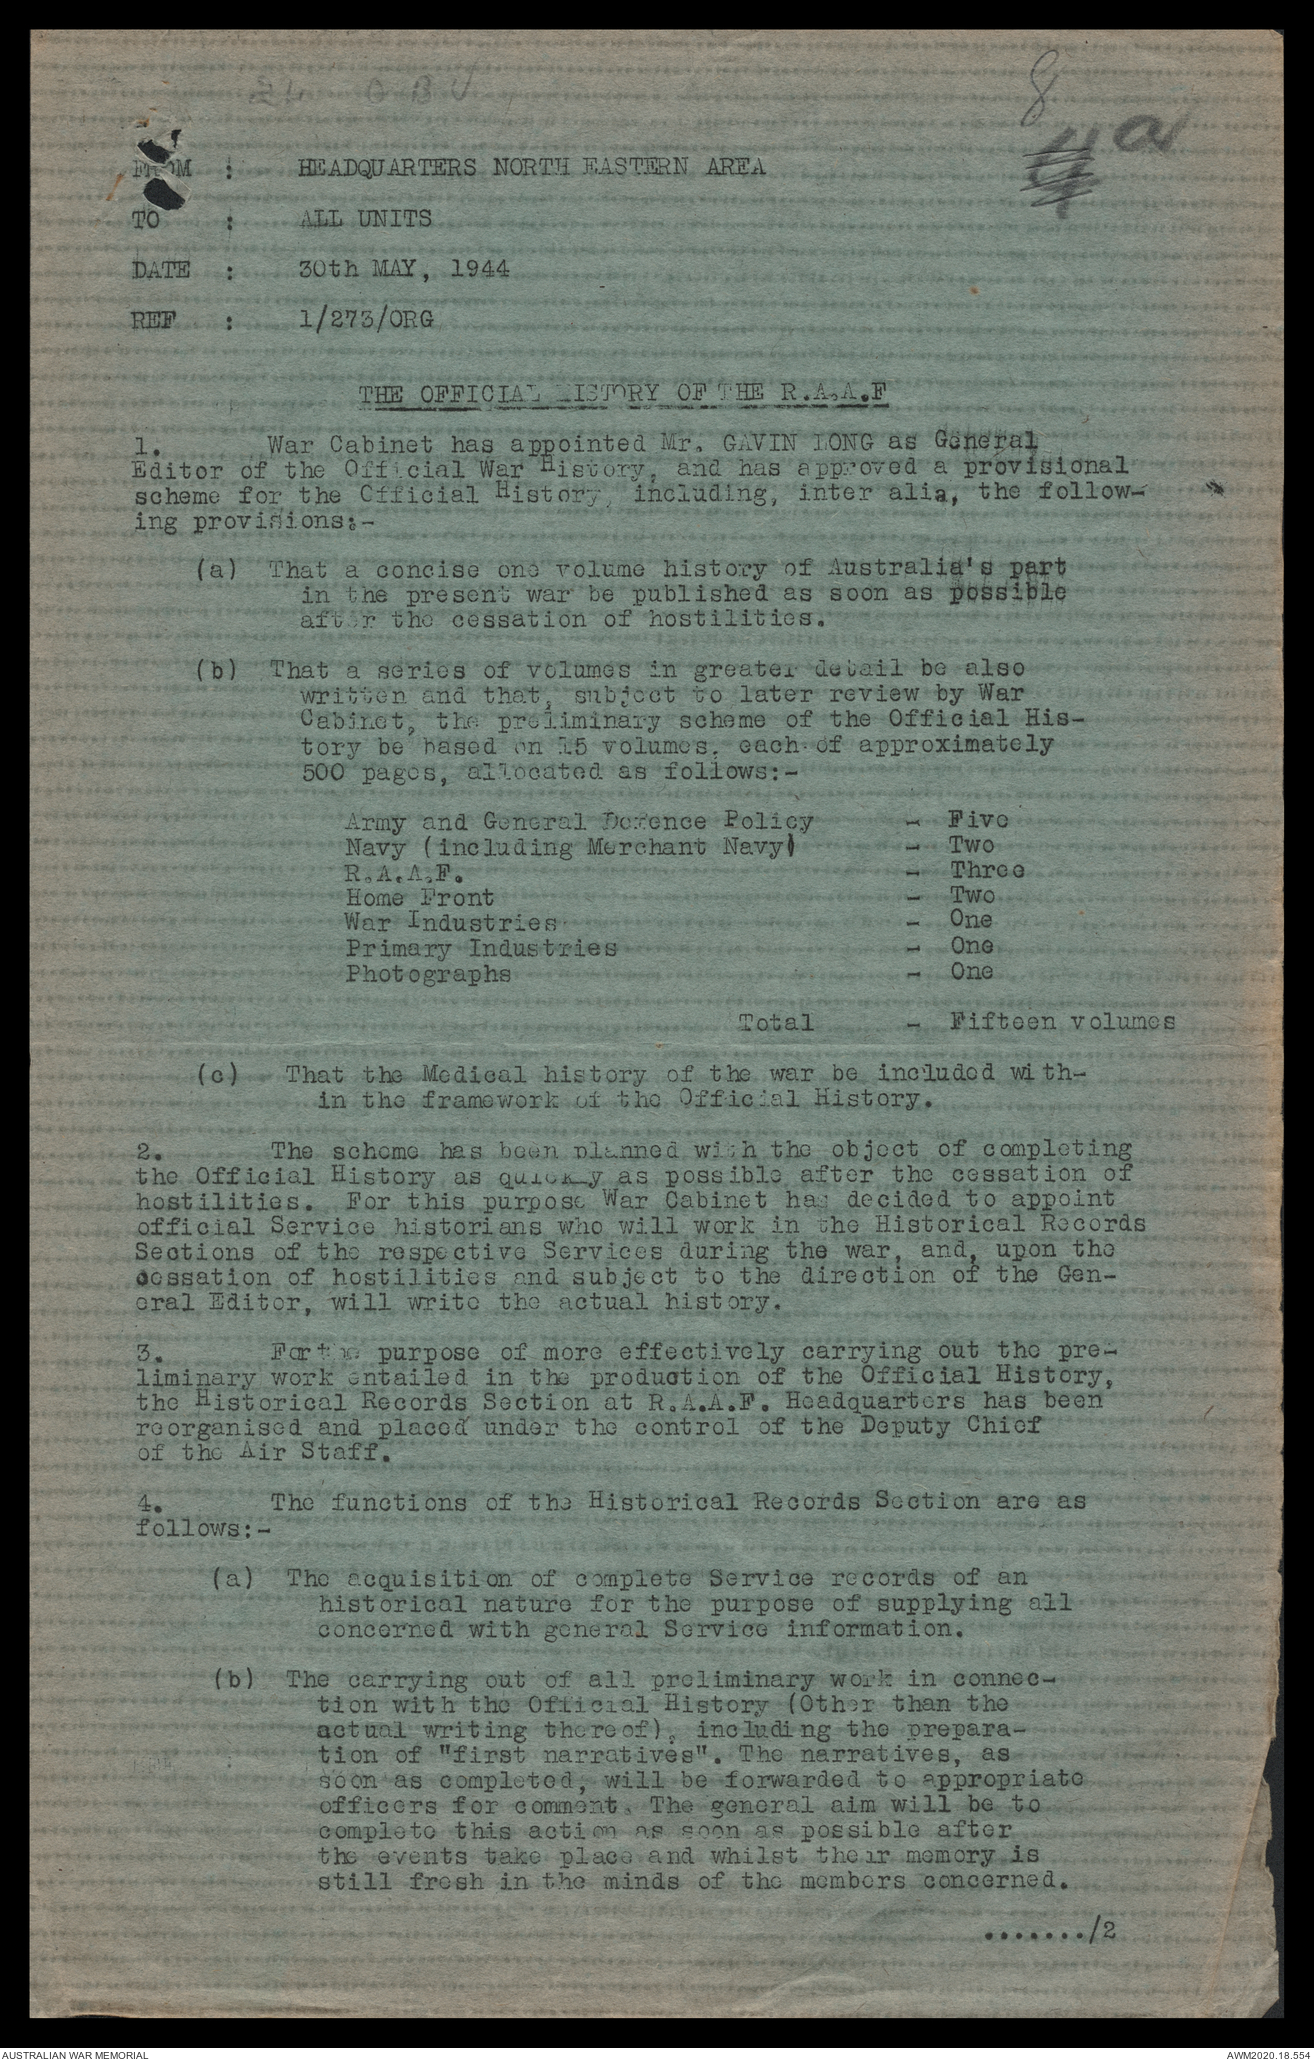 8
4a
FROM : HEADQUARTERS NORTH EASTERN AREA
TO : ALL UNITS
DATE : 30th MAY, 1944
REF : 1/273/ORG
THE OFFICIAL HISTORY OF THE R.A.A.F
1. War Cabinet has appointed Mr. GAVIN LONG as General
Editor of the Official War History, and has approved a provisional
scheme for the Official History, including, inter alia, the follow-
ing provisions:-
(a) That a concise one volume history of Australia's part
in the present war be published as soon as possible
after the cessation of hostilities.
(b) That a series of volumes in greater detail be also
written and that, subject to later review by War
Cabinet, the preliminary scheme of the Official His-
tory be based on 15 volumes, each of approximately
500 pages, allocated as follows:-
Army and General Defence Policy - Five
Navy (including Merchant Navy) - Two
R.A.A.F. - Three
Home Front - Two
War Industries - One
Primary Industries - One
Photographs - One
Total - Fifteen volumes
(c) That the Medical history of the war be included with-
in the framework of the Official History.
2. The scheme has been planned with the object of completing
the Official History as quickly as possible after the cessation of
hostilities. For this purpose War Cabinet has decided to appoint
official Service historians who will work in the Historical Records
Sections of the respective Services during the war, and, upon the
cessation of hostilities and subject to the direction of the Gen-
eral Editor, will write the actual history.
3. For the purpose of more effectively carrying out the pre-
liminary work entailed in the production of the Official History,
the Historical Records Section at R.A.A.F. Headquarters has been
reorganised and placed under the control of the Deputy Chief
of the Air Staff.
4. The functions of the Historical Records Section are as
follows:-
(a) The acquisition of complete Service records of an
historical nature for the purpose of supplying all
concerned with general Service information.
(b) The carrying out of all preliminary work in connec-
tion with the Official History (Other than the
actual writing thereof), including the prepara-
tion of "first narratives". The narratives, as
soon as completed, will be forwarded to appropriate
officers for comment. The general aim will be to
complete this action as soon as possible after
the events take place and whilst their memory is
still fresh in the minds of the members concerned.
......./2
AUSTRALIAN WAR MEMORIAL
AWM2020.18.554